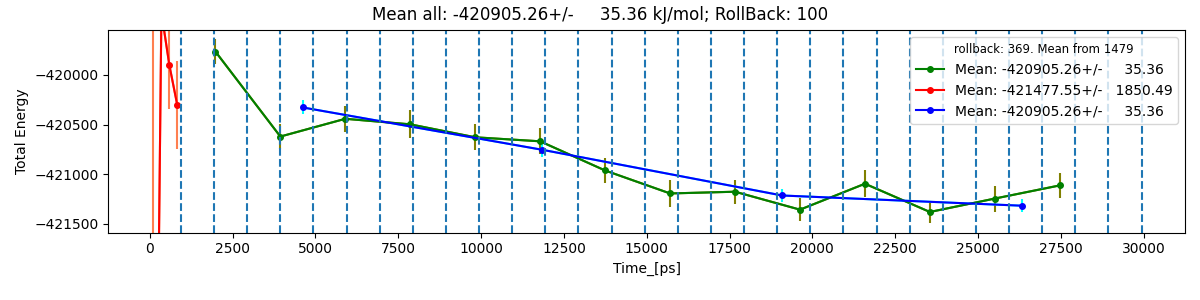 Mean all: -420905.26+/- 35.36 kJ/mol; RollBack: 100
rollback: 369. Mean from 1479
Mean: -420905.26+/- 35.36
Mean: -421477.55+/- 1850.49
Mean: -420905.26+/- 35.36
Total Energy
−420000
−420500
−421000
−421500
0 2500 5000 7500 10000 12500 15000 17500 20000 22500 25000 27500 30000
Time_[ps]